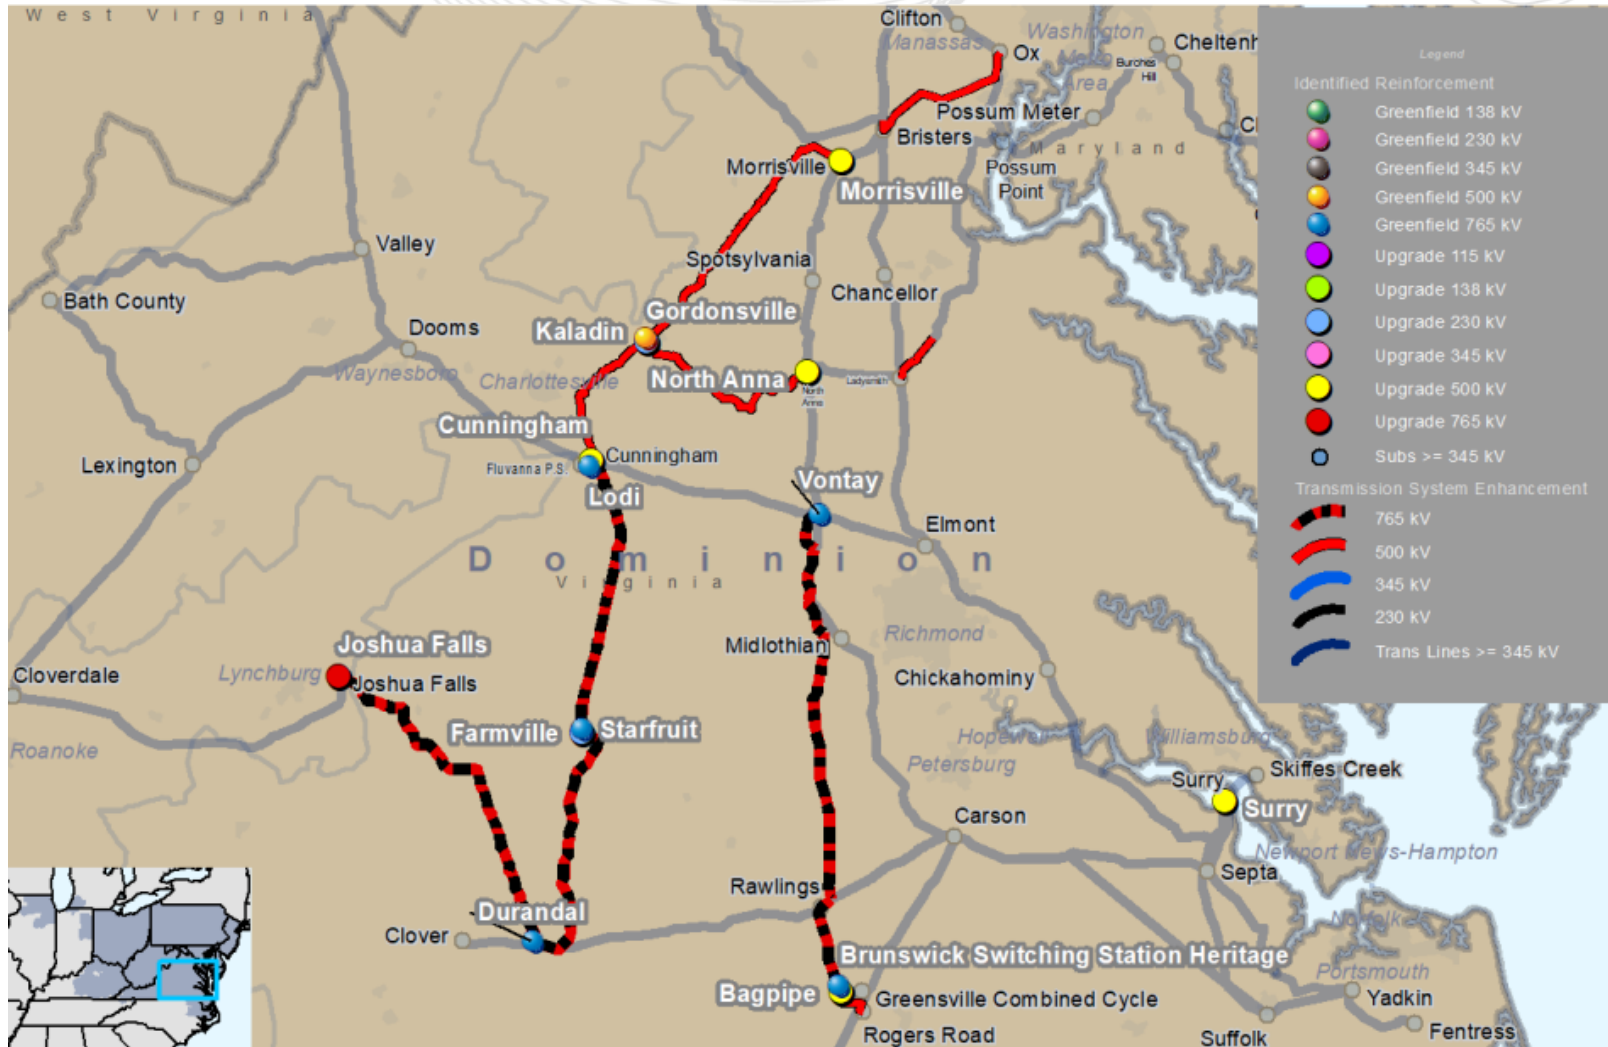 West Virginia
Clifton
Manassas
Washington
Metro
Area
Ox
Cheltenh
Burches
Hill
Possum Meter
Bristers
Maryland
Possum
Point
Morrisville
Morrisville
Valley
Spotsylvania
Bath County
Chancellor
Gordonsville
Kaladin
Dooms
Waynesboro
Charlottesville
North Anna
North
Anna
Ladysmith
Cunningham
Cunningham
Lexington
Fluvanna P.S.
Lodi
Vontay
Elmont
Dominion
Virginia
Richmond
Midlothian
Joshua Falls
Lynchburg
Joshua Falls
Cloverdale
Chickahominy
Roanoke
Farmville
Starfruit
Hopewell
Williamsburg
Petersburg
Surry
Skiffes Creek
Surry
Carson
Newport News-Hampton
Septa
Rawlings
Durandal
Norfolk
Clover
Brunswick Switching Station Heritage
Portsmouth
Bagpipe
Greensville Combined Cycle
Yadkin
Rogers Road
Suffolk
Fentress
Legend
Identified Reinforcement
Greenfield 138 kV
Greenfield 230 kV
Greenfield 345 kV
Greenfield 500 kV
Greenfield 765 kV
Upgrade 115 kV
Upgrade 138 kV
Upgrade 230 kV
Upgrade 345 kV
Upgrade 500 kV
Upgrade 765 kV
Subs >= 345 kV
Transmission System Enhancement
765 kV
500 kV
345 kV
230 kV
Trans Lines >= 345 kV